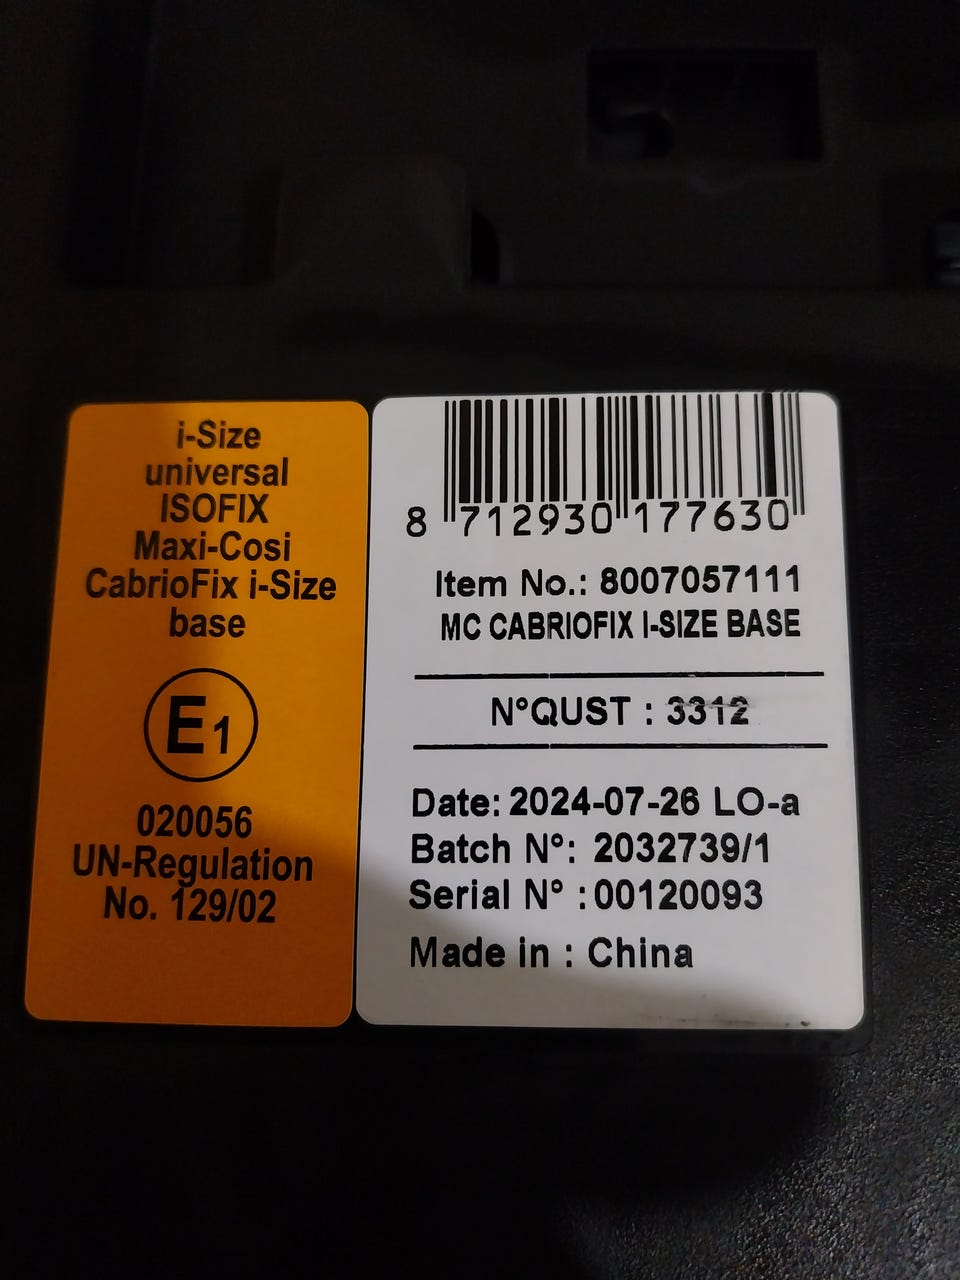 i-Size
universal
ISOFIX
Maxi-Cosi
CabrioFix i-Size
base
E1
020056
UN-Regulation
No. 129/02
8 712930 177630
Item No.: 8007057111
MC CABRIOFIX I-SIZE BASE
N°QUST : 3312
Date: 2024-07-26 LO-a
Batch N°: 2032739/1
Serial N° : 00120093
Made in : China